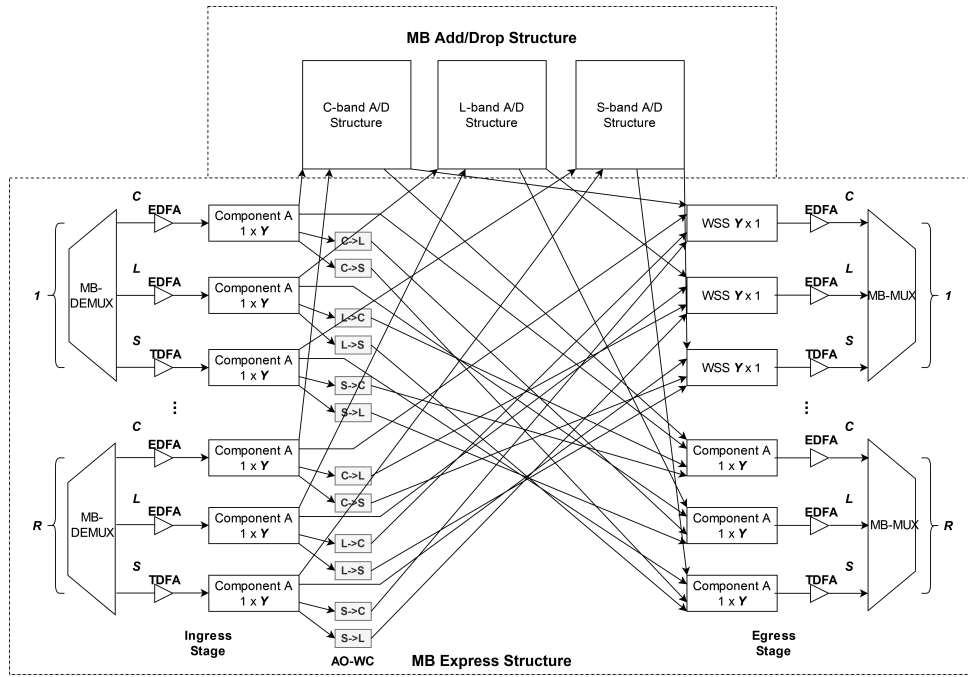 MB Add/Drop Structure
C-band A/D
Structure
L-band A/D
Structure
S-band A/D
Structure
1
MB-
DEMUX
C
EDFA
Component A
1 x Y
C->L
C->S
L
EDFA
Component A
1 x Y
L->C
L->S
S
TDFA
Component A
1 x Y
S->C
S->L
...
R
MB-
DEMUX
C
EDFA
Component A
1 x Y
C->L
C->S
L
EDFA
Component A
1 x Y
L->C
L->S
S
TDFA
Component A
1 x Y
S->C
S->L
WSS Y x 1
EDFA
C
WSS Y x 1
EDFA
L
WSS Y x 1
TDFA
S
MB-MUX
1
...
Component A
1 x Y
EDFA
C
Component A
1 x Y
EDFA
L
Component A
1 x Y
TDFA
S
MB-MUX
R
Ingress
Stage
AO-WC
MB Express Structure
Egress
Stage